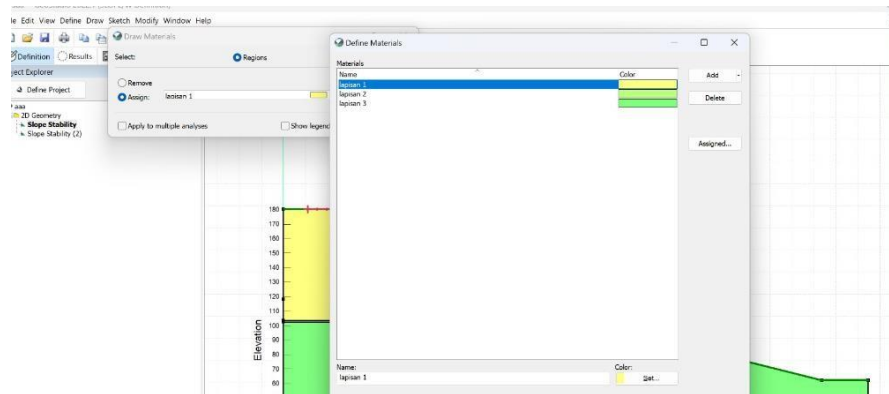 Edit View Define Draw Sketch Modify Window Help
Definition Results
Explorer
Define Project
aaa
2D Geometry
Slope Stability
Slope Stability (2)
Draw Materials
Select: Regions
Remove
Assign: lapisan 1
Apply to multiple analyses Show legend
Define Materials
Materials
Name Color
lapisan 1
lapisan 2
lapisan 3
Add
Delete
Assigned...
Name: Color:
lapisan 1 Set...
180
170
160
150
140
130
120
110
100
90
80
70
60
Elevation